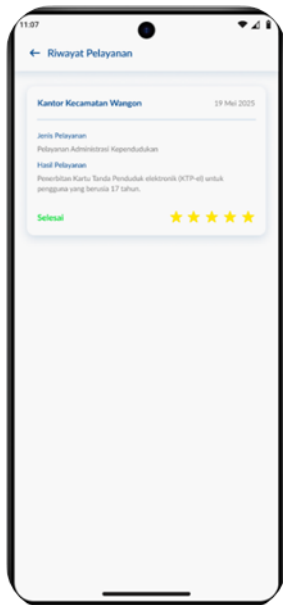 11:07
← Riwayat Pelayanan
Kantor Kecamatan Wangon 19 Mei 2025
Jenis Pelayanan
Pelayanan Administrasi Kependudukan
Hasil Pelayanan
Penerbitan Kartu Tanda Penduduk elektronik (KTP-el) untuk
pengguna yang berusia 17 tahun.
Selesai